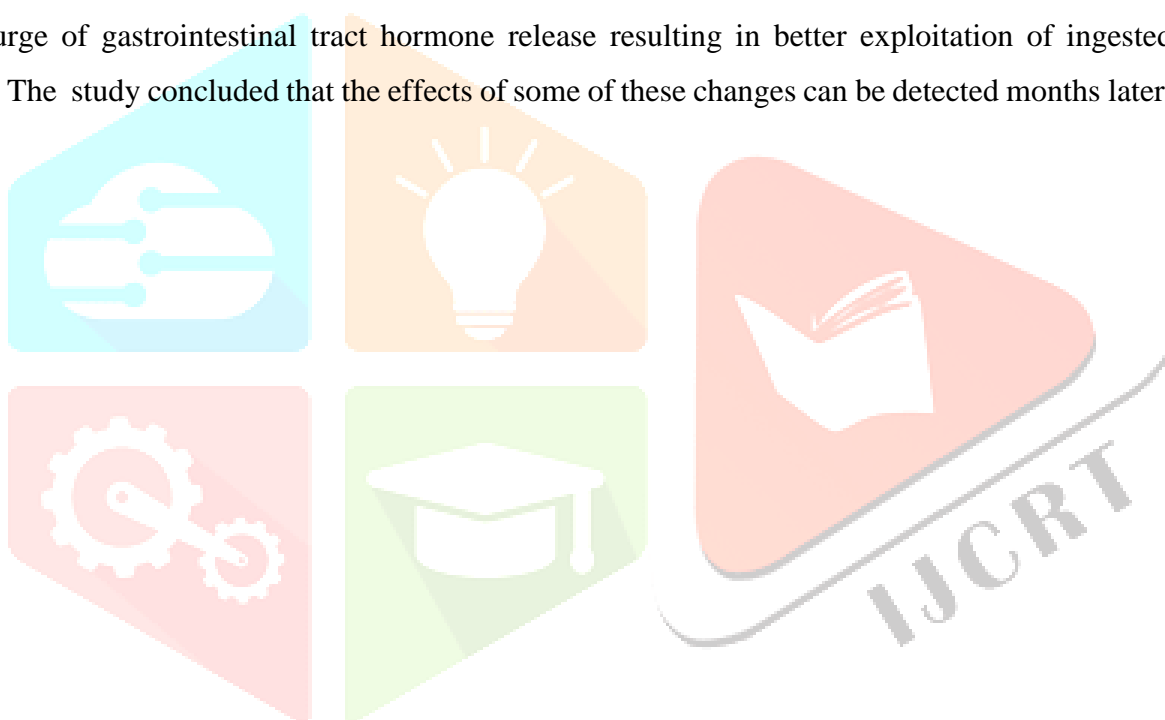 urge of gastrointestinal tract hormone release resulting in better exploitation of ingested
The study concluded that the effects of some of these changes can be detected months later
IJCRT